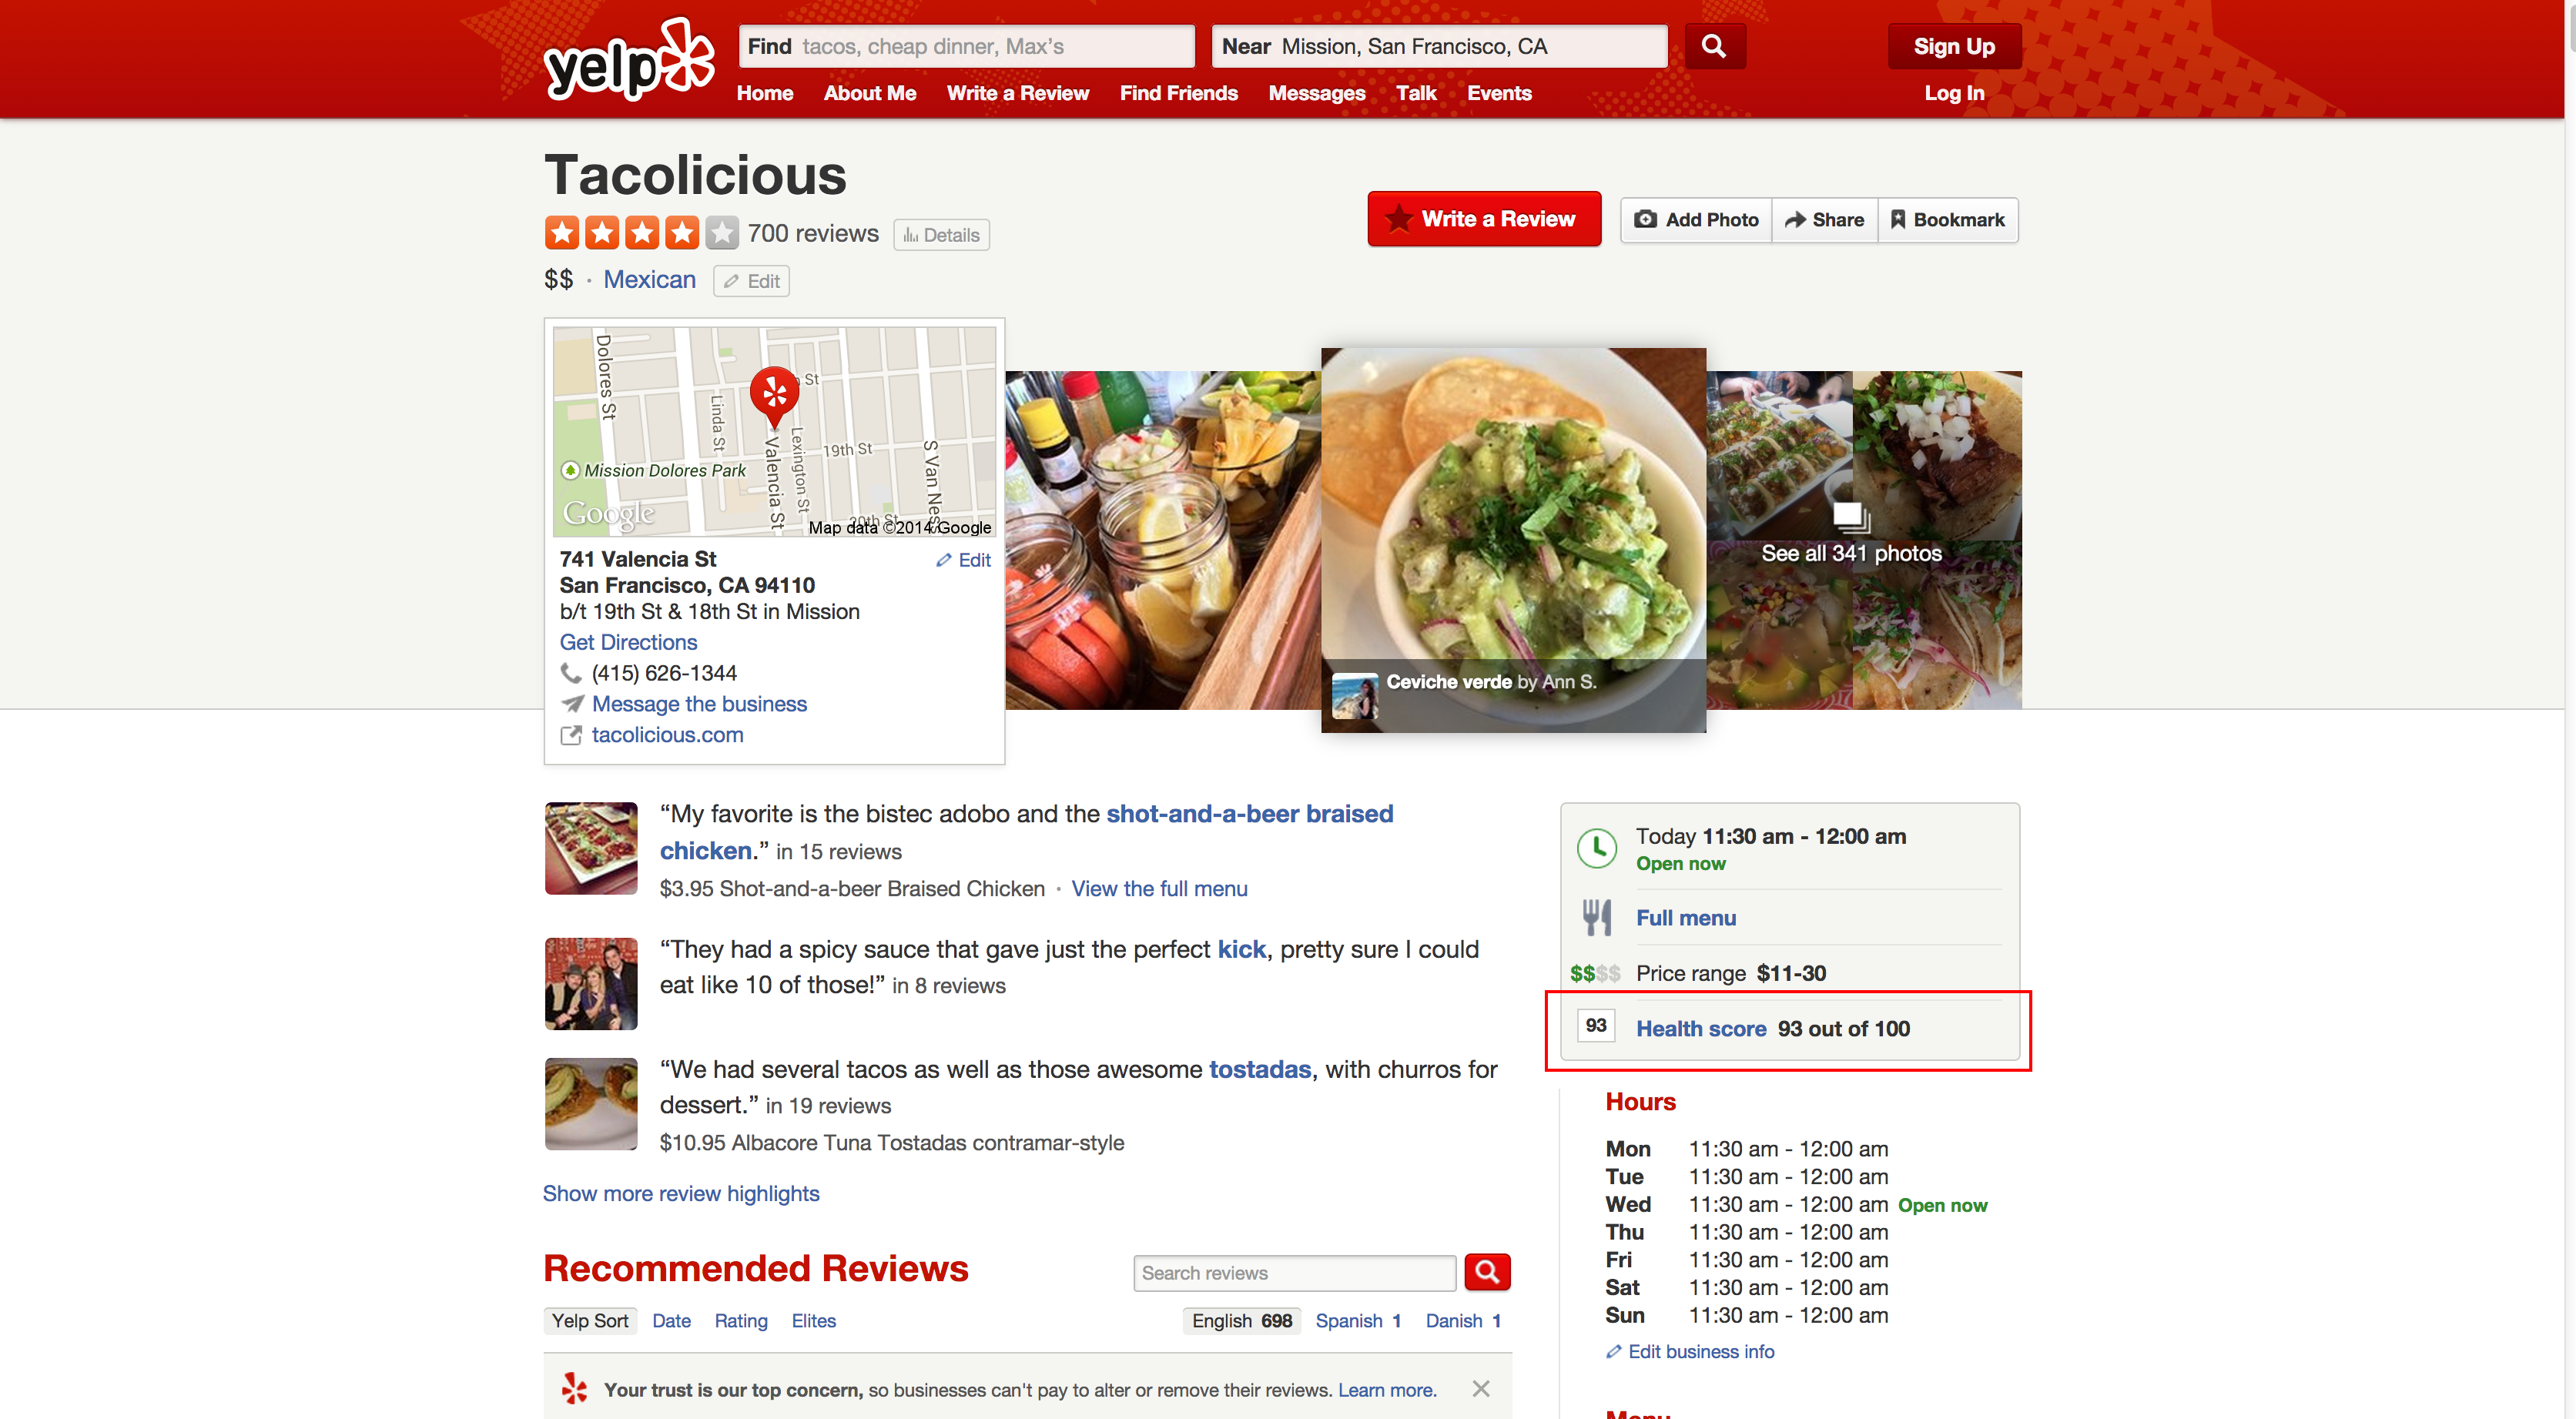 yelp
Find tacos, cheap dinner, Max's
Near Mission, San Francisco, CA
Sign Up
Home About Me Write a Review Find Friends Messages Talk Events
Log In
Tacolicious
700 reviews Details
Write a Review
Add Photo Share Bookmark
$$ · Mexican Edit
Dolores St
Linda St
St
Valencia St
Lexington St
19th St
S Van Nes
Mission Dolores Park
20th St
Google
Map data ©2014 Google
741 Valencia St
Edit
San Francisco, CA 94110
b/t 19th St & 18th St in Mission
Get Directions
(415) 626-1344
Message the business
tacolicious.com
Ceviche verde by Ann S.
See all 341 photos
“My favorite is the bistec adobo and the shot-and-a-beer braised
chicken.” in 15 reviews
$3.95 Shot-and-a-beer Braised Chicken · View the full menu
“They had a spicy sauce that gave just the perfect kick, pretty sure I could
eat like 10 of those!” in 8 reviews
“We had several tacos as well as those awesome tostadas, with churros for
dessert.” in 19 reviews
$10.95 Albacore Tuna Tostadas contramar-style
Show more review highlights
Today 11:30 am - 12:00 am
Open now
Full menu
$$$$ Price range $11-30
93 Health score 93 out of 100
Hours
Mon 11:30 am - 12:00 am
Tue 11:30 am - 12:00 am
Wed 11:30 am - 12:00 am Open now
Thu 11:30 am - 12:00 am
Fri 11:30 am - 12:00 am
Sat 11:30 am - 12:00 am
Sun 11:30 am - 12:00 am
Edit business info
Menu
Recommended Reviews
Search reviews
Yelp Sort Date Rating Elites
English 698 Spanish 1 Danish 1
Your trust is our top concern, so businesses can't pay to alter or remove their reviews. Learn more.